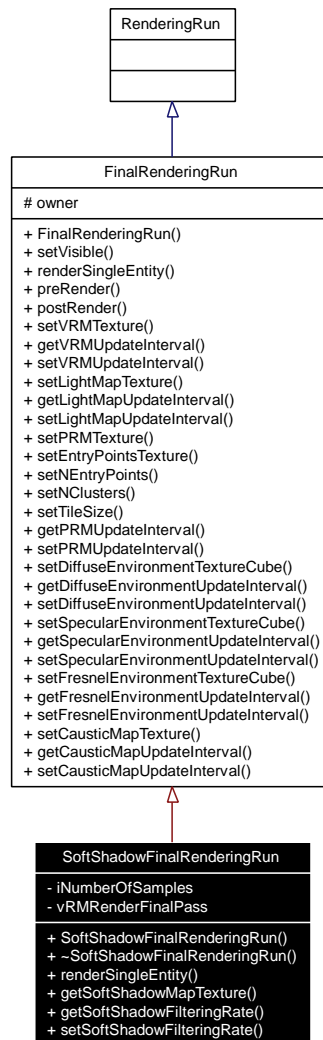 RenderingRun
FinalRenderingRun
# owner
+ FinalRenderingRun()
+ setVisible()
+ renderSingleEntity()
+ preRender()
+ postRender()
+ setVRMTexture()
+ getVRMUpdateInterval()
+ setVRMUpdateInterval()
+ setLightMapTexture()
+ getLightMapUpdateInterval()
+ setLightMapUpdateInterval()
+ setPRMTexture()
+ setEntryPointsTexture()
+ setNEntryPoints()
+ setNClusters()
+ setTileSize()
+ getPRMUpdateInterval()
+ setPRMUpdateInterval()
+ setDiffuseEnvironmentTextureCube()
+ getDiffuseEnvironmentUpdateInterval()
+ setDiffuseEnvironmentUpdateInterval()
+ setSpecularEnvironmentTextureCube()
+ getSpecularEnvironmentUpdateInterval()
+ setSpecularEnvironmentUpdateInterval()
+ setFresnelEnvironmentTextureCube()
+ getFresnelEnvironmentUpdateInterval()
+ setFresnelEnvironmentUpdateInterval()
+ setCausticMapTexture()
+ getCausticMapUpdateInterval()
+ setCausticMapUpdateInterval()
SoftShadowFinalRenderingRun
- iNumberOfSamples
- vRMRenderFinalPass
+ SoftShadowFinalRenderingRun()
+ ~SoftShadowFinalRenderingRun()
+ renderSingleEntity()
+ getSoftShadowMapTexture()
+ getSoftShadowFilteringRate()
+ setSoftShadowFilteringRate()